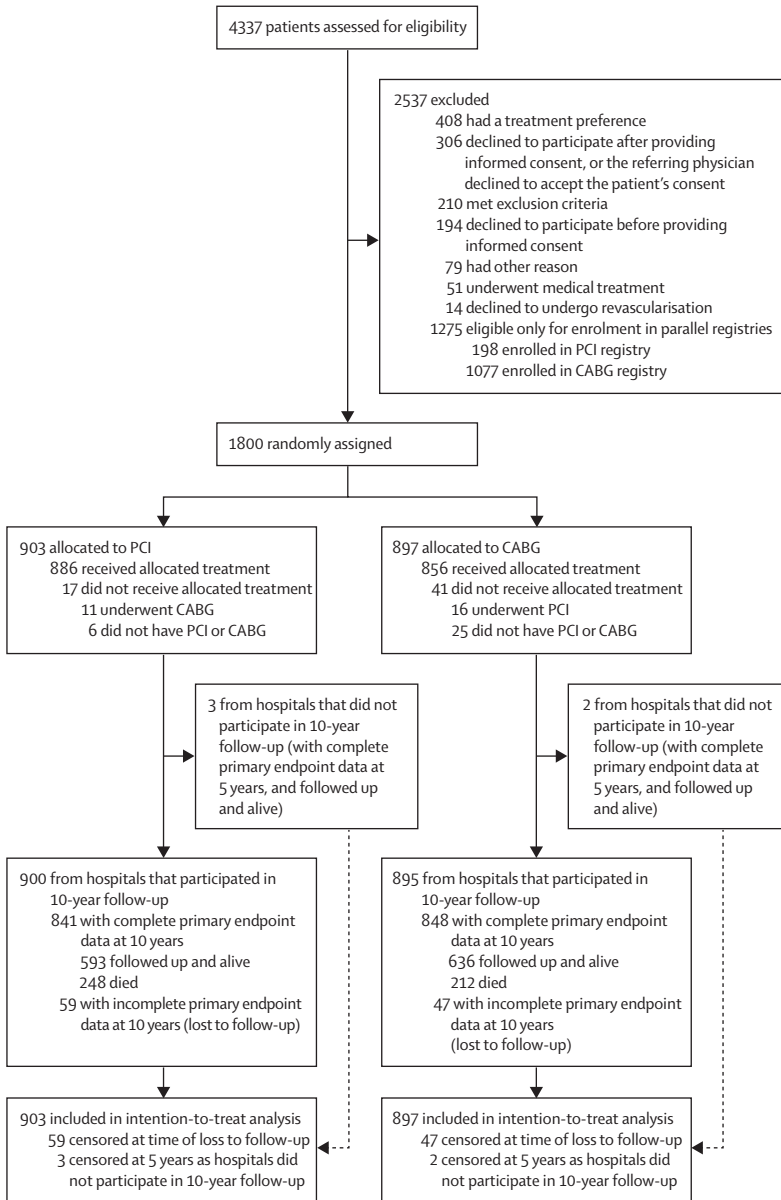 4337 patients assessed for eligibility
2537 excluded
408 had a treatment preference
306 declined to participate after providing
informed consent, or the referring physician
declined to accept the patient's consent
210 met exclusion criteria
194 declined to participate before providing
informed consent
79 had other reason
51 underwent medical treatment
14 declined to undergo revascularisation
1275 eligible only for enrolment in parallel registries
198 enrolled in PCI registry
1077 enrolled in CABG registry
1800 randomly assigned
903 allocated to PCI
886 received allocated treatment
17 did not receive allocated treatment
11 underwent CABG
6 did not have PCI or CABG
897 allocated to CABG
856 received allocated treatment
41 did not receive allocated treatment
16 underwent PCI
25 did not have PCI or CABG
3 from hospitals that did not
participate in 10-year
follow-up (with complete
primary endpoint data at
5 years, and followed up
and alive)
2 from hospitals that did not
participate in 10-year
follow-up (with complete
primary endpoint data at
5 years, and followed up
and alive)
900 from hospitals that participated in
10-year follow-up
841 with complete primary endpoint
data at 10 years
593 followed up and alive
248 died
59 with incomplete primary endpoint
data at 10 years (lost to follow-up)
895 from hospitals that participated in
10-year follow-up
848 with complete primary endpoint
data at 10 years
636 followed up and alive
212 died
47 with incomplete primary endpoint
data at 10 years
(lost to follow-up)
903 included in intention-to-treat analysis
59 censored at time of loss to follow-up
3 censored at 5 years as hospitals did
not participate in 10-year follow-up
897 included in intention-to-treat analysis
47 censored at time of loss to follow-up
2 censored at 5 years as hospitals did
not participate in 10-year follow-up